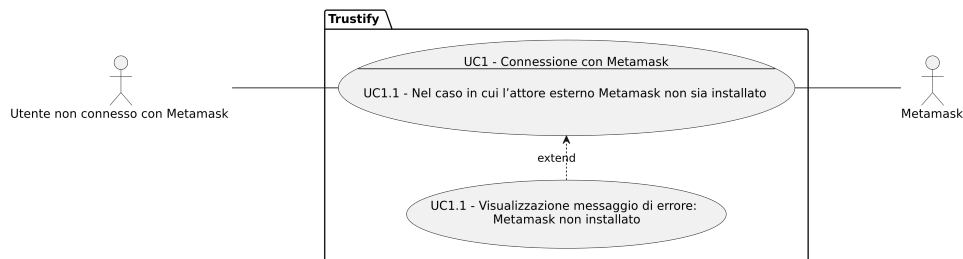 Trustify
UC1 - Connessione con Metamask
UC1.1 - Nel caso in cui l'attore esterno Metamask non sia installato
Utente non connesso con Metamask
Metamask
extend
UC1.1 - Visualizzazione messaggio di errore:
Metamask non installato